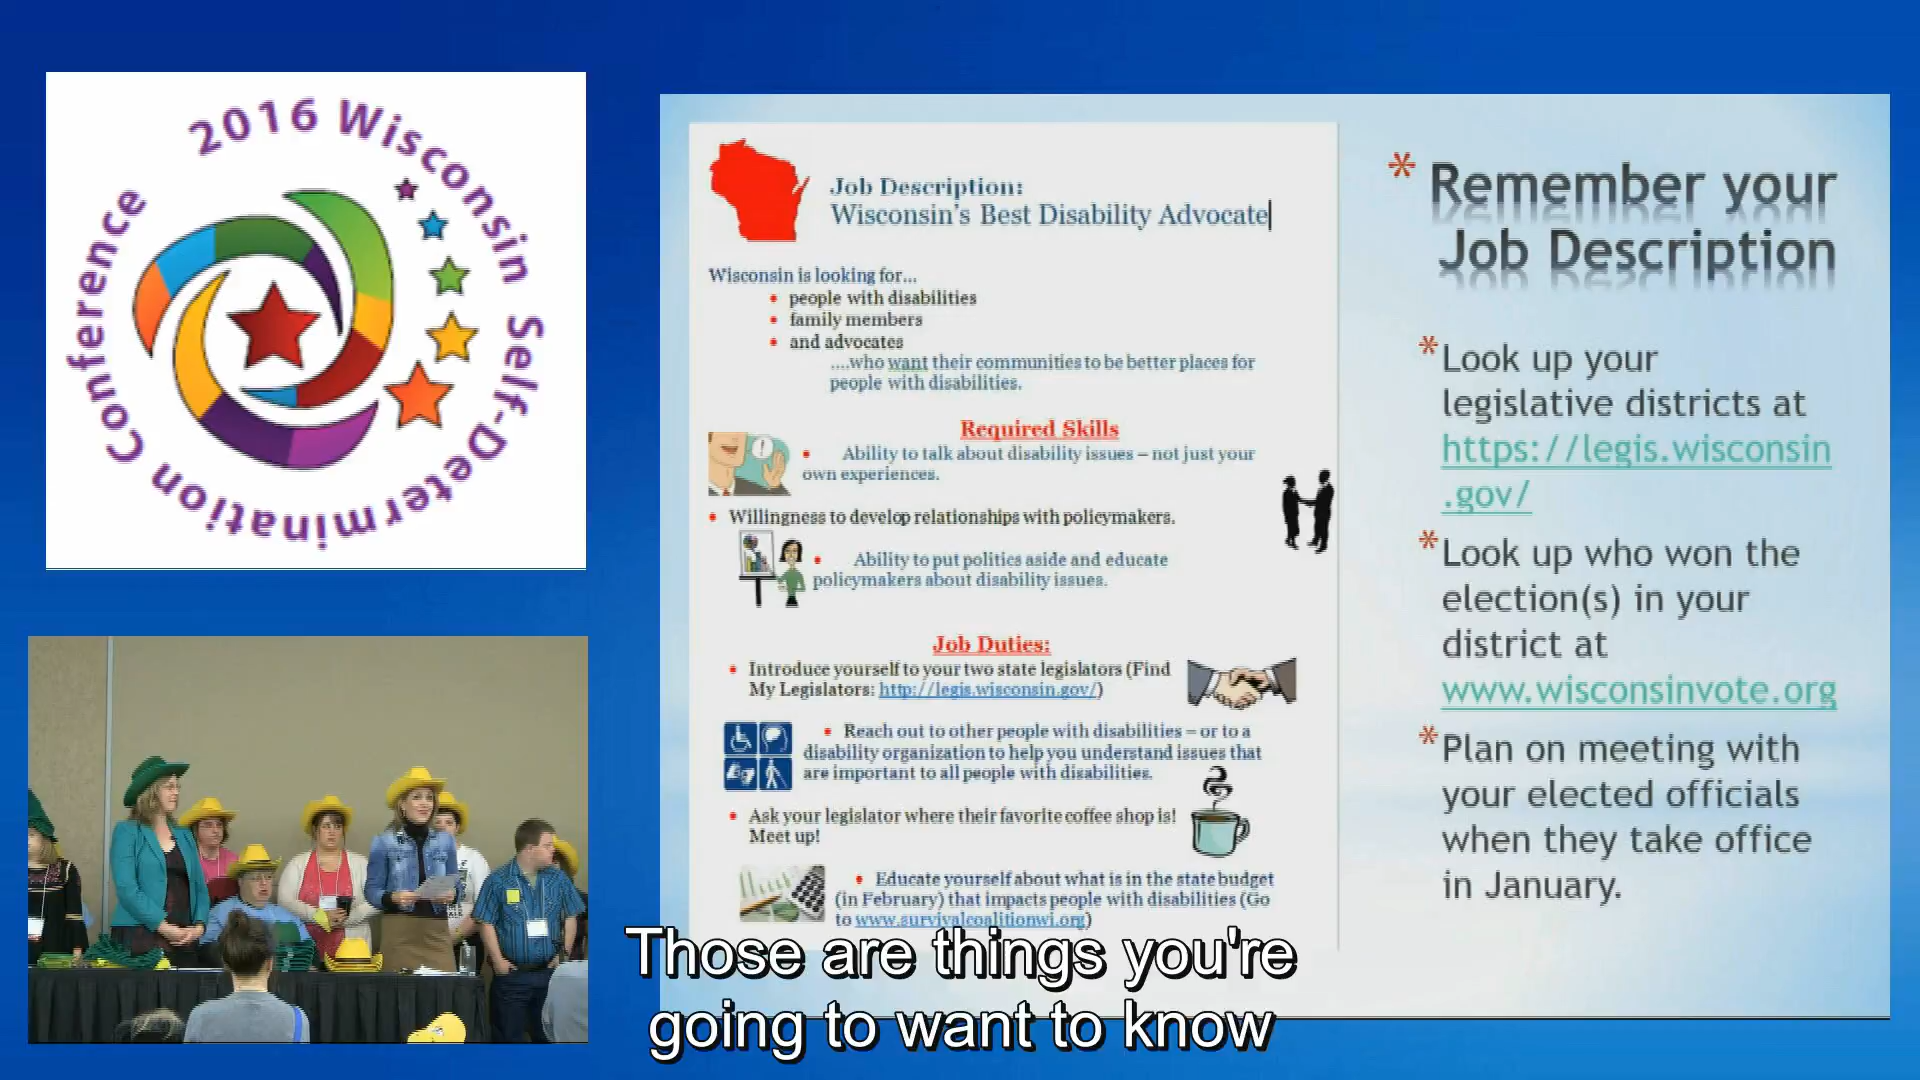 2016 Wisconsin Self-Determination Conference
Job Description:
Wisconsin's Best Disability Advocate
Wisconsin is looking for...
• people with disabilities
• family members
• and advocates
....who want their communities to be better places for
people with disabilities.
Required Skills
• Ability to talk about disability issues – not just your
own experiences.
• Willingness to develop relationships with policymakers.
• Ability to put politics aside and educate
policymakers about disability issues.
Job Duties:
• Introduce yourself to your two state legislators (Find
My Legislators: http://legis.wisconsin.gov/)
• Reach out to other people with disabilities – or to a
disability organization to help you understand issues that
are important to all people with disabilities.
• Ask your legislator where their favorite coffee shop is!
Meet up!
• Educate yourself about what is in the state budget
(in February) that impacts people with disabilities (Go
to www.survivalcoalitionwi.org)
* Remember your
Job Description
* Look up your
legislative districts at
https://legis.wisconsin
.gov/
* Look up who won the
election(s) in your
district at
www.wisconsinvote.org
* Plan on meeting with
your elected officials
when they take office
in January.
Those are things you're
going to want to know